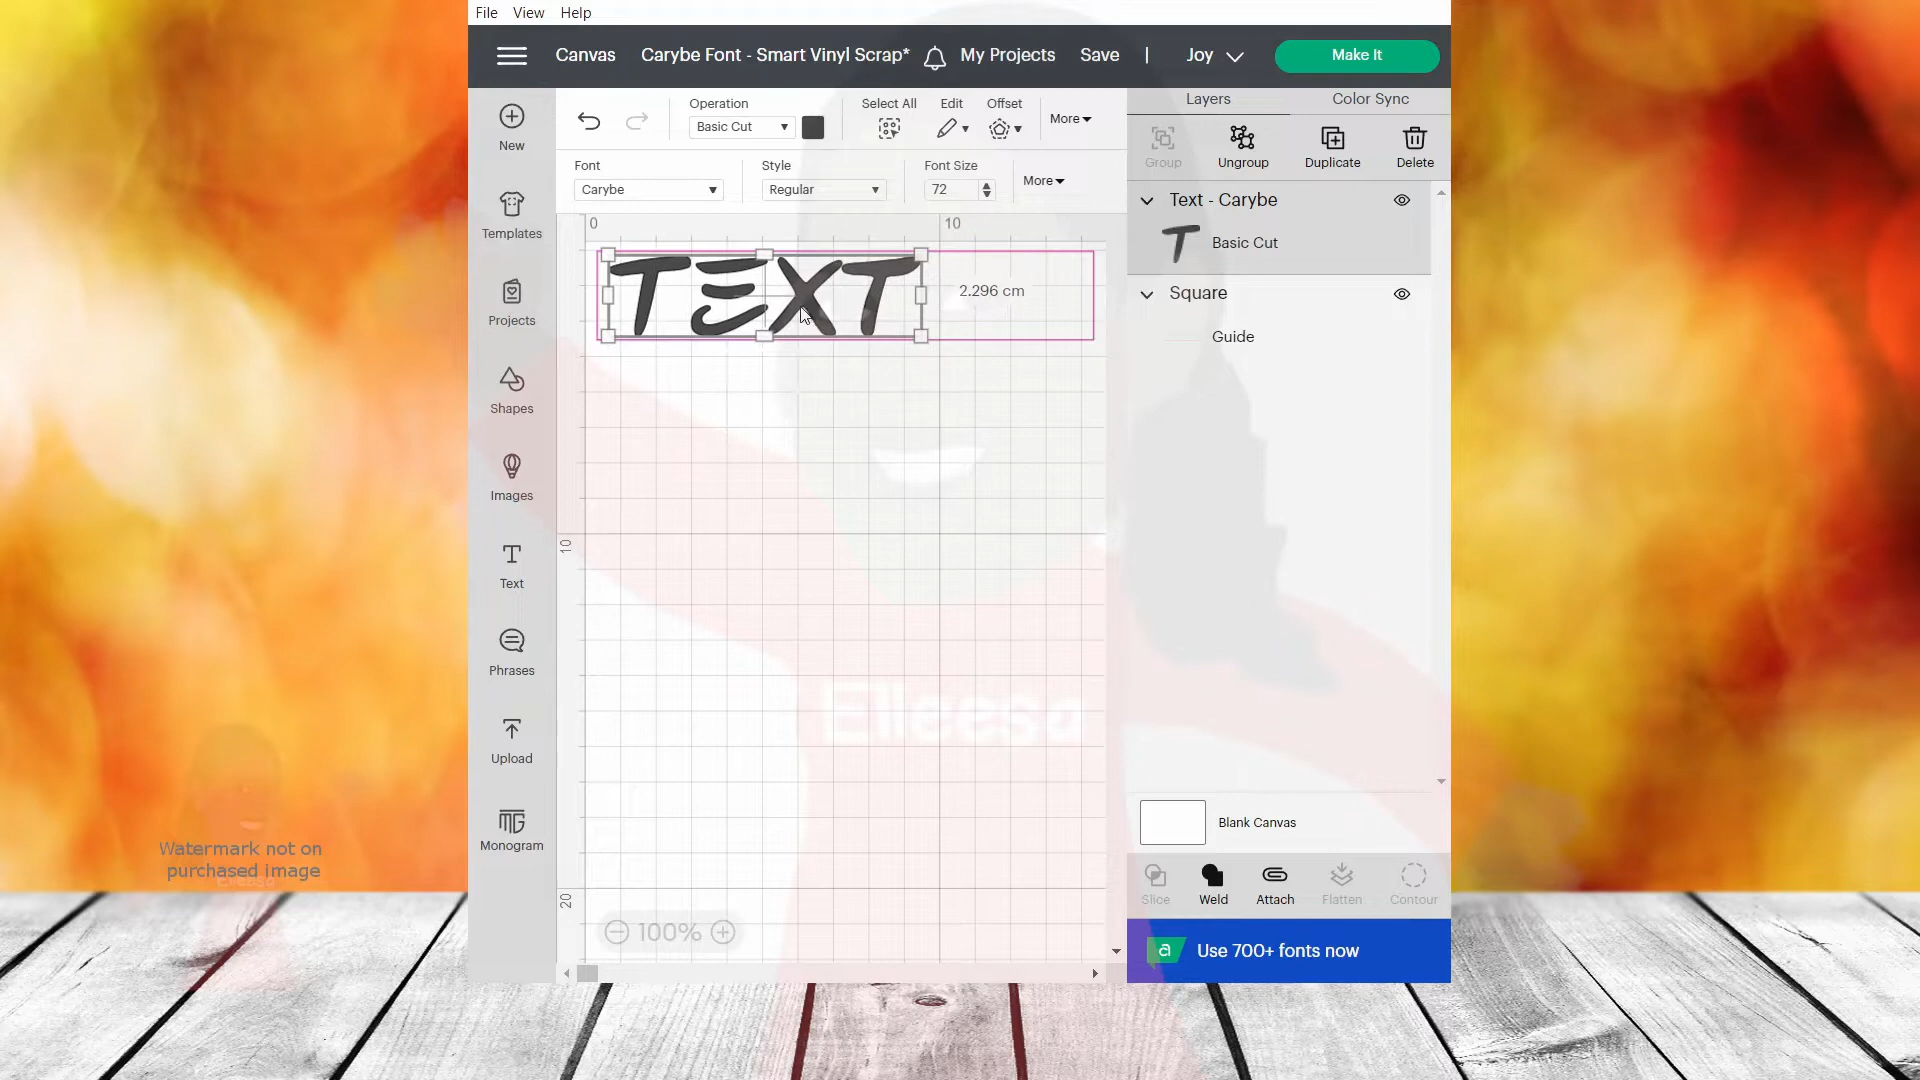 File View Help
Canvas Carybe Font - Smart Vinyl Scrap* My Projects Save | Joy Make It
Operation Select All Edit Offset
Basic Cut More
Font Style Font Size
Carybe Regular 72 More
New
Templates
Projects
Shapes
Images
Text
Phrases
Upload
Monogram
0 10
TEXT
2.296 cm
10
20
Elleesa
100%
Layers Color Sync
Group Ungroup Duplicate Delete
Text - Carybe
T Basic Cut
Square
Guide
Blank Canvas
Slice Weld Attach Flatten Contour
a Use 700+ fonts now
Watermark not on
purchased image
Elleesa